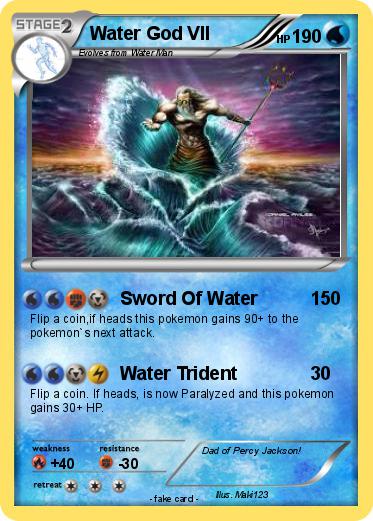 STAGE2
Water God VII
HP190
Evolves from Water Man
DANIEL PHILES
Sword Of Water 150
Flip a coin,if heads this pokemon gains 90+ to the
pokemon`s next attack.
Water Trident 30
Flip a coin. If heads, is now Paralyzed and this pokemon
gains 30+ HP.
weakness resistance
+40 -30
retreat
Dad of Percy Jackson!
- fake card -
Illus. Maki123